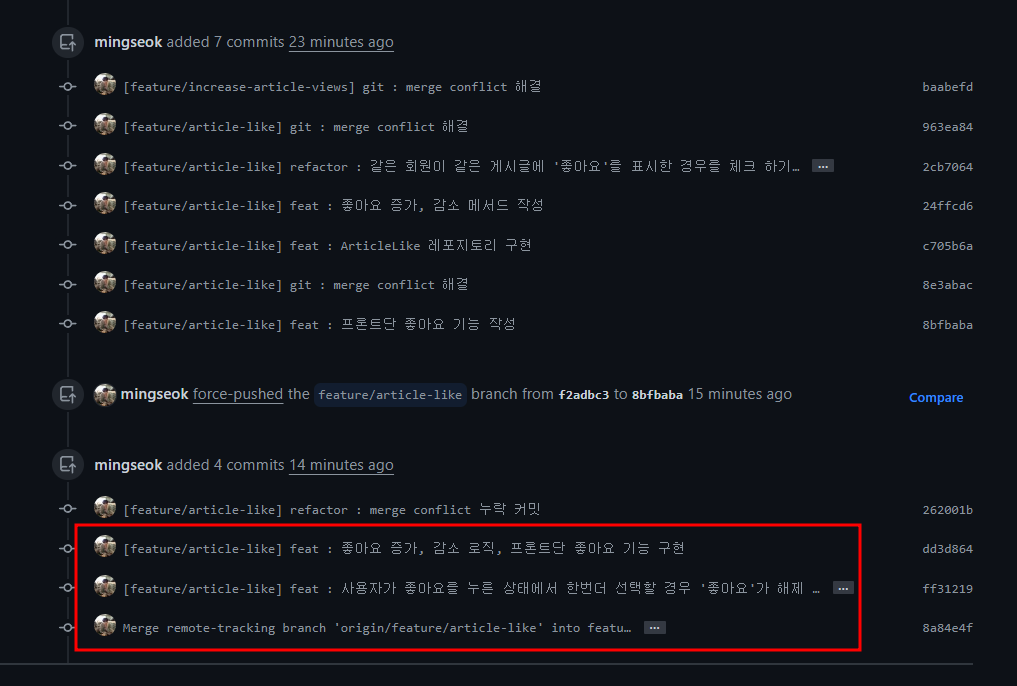 mingseok added 7 commits 23 minutes ago
[feature/increase-article-views] git : merge conflict 해결 baabefd
[feature/article-like] git : merge conflict 해결 963ea84
[feature/article-like] refactor : 같은 회원이 같은 게시글에 '좋아요'를 표시한 경우를 체크 하기… ... 2cb7064
[feature/article-like] feat : 좋아요 증가, 감소 메서드 작성 24ffcd6
[feature/article-like] feat : ArticleLike 레포지토리 구현 c705b6a
[feature/article-like] git : merge conflict 해결 8e3abac
[feature/article-like] feat : 프론트단 좋아요 기능 작성 8bfbaba
mingseok force-pushed the feature/article-like branch from f2adbc3 to 8bfbaba 15 minutes ago Compare
mingseok added 4 commits 14 minutes ago
[feature/article-like] refactor : merge conflict 누락 커밋 262001b
[feature/article-like] feat : 좋아요 증가, 감소 로직, 프론트단 좋아요 기능 구현 dd3d864
[feature/article-like] feat : 사용자가 좋아요를 누른 상태에서 한번더 선택할 경우 '좋아요'가 해제 … ... ff31219
Merge remote-tracking branch 'origin/feature/article-like' into featu… ... 8a84e4f